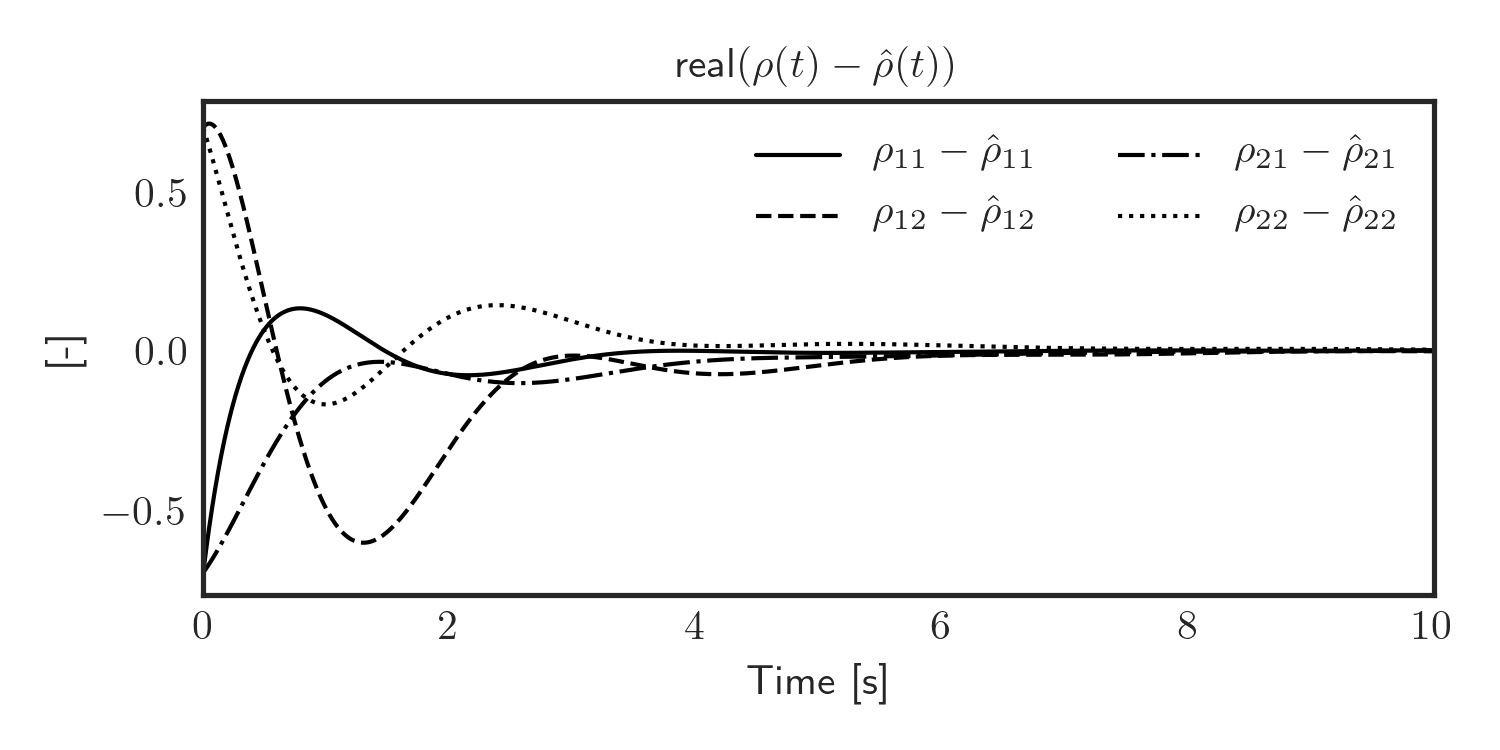 real(ρ(t) − ρ̂(t))
ρ₁₁ − ρ̂₁₁ ρ₂₁ − ρ̂₂₁
ρ₁₂ − ρ̂₁₂ ρ₂₂ − ρ̂₂₂
0.5
0.0
−0.5
[-]
0 2 4 6 8 10
Time [s]